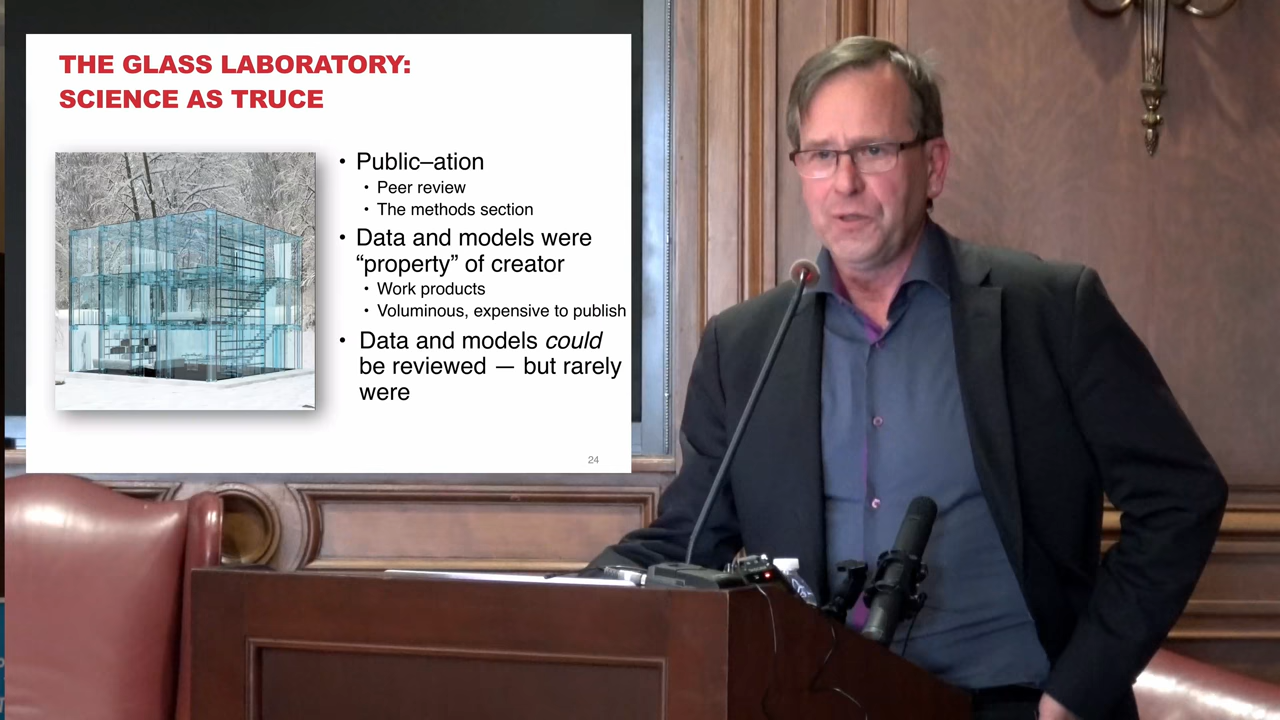 THE GLASS LABORATORY:
SCIENCE AS TRUCE
• Public–ation
• Peer review
• The methods section
• Data and models were
“property” of creator
• Work products
• Voluminous, expensive to publish
• Data and models could
be reviewed — but rarely
were
24